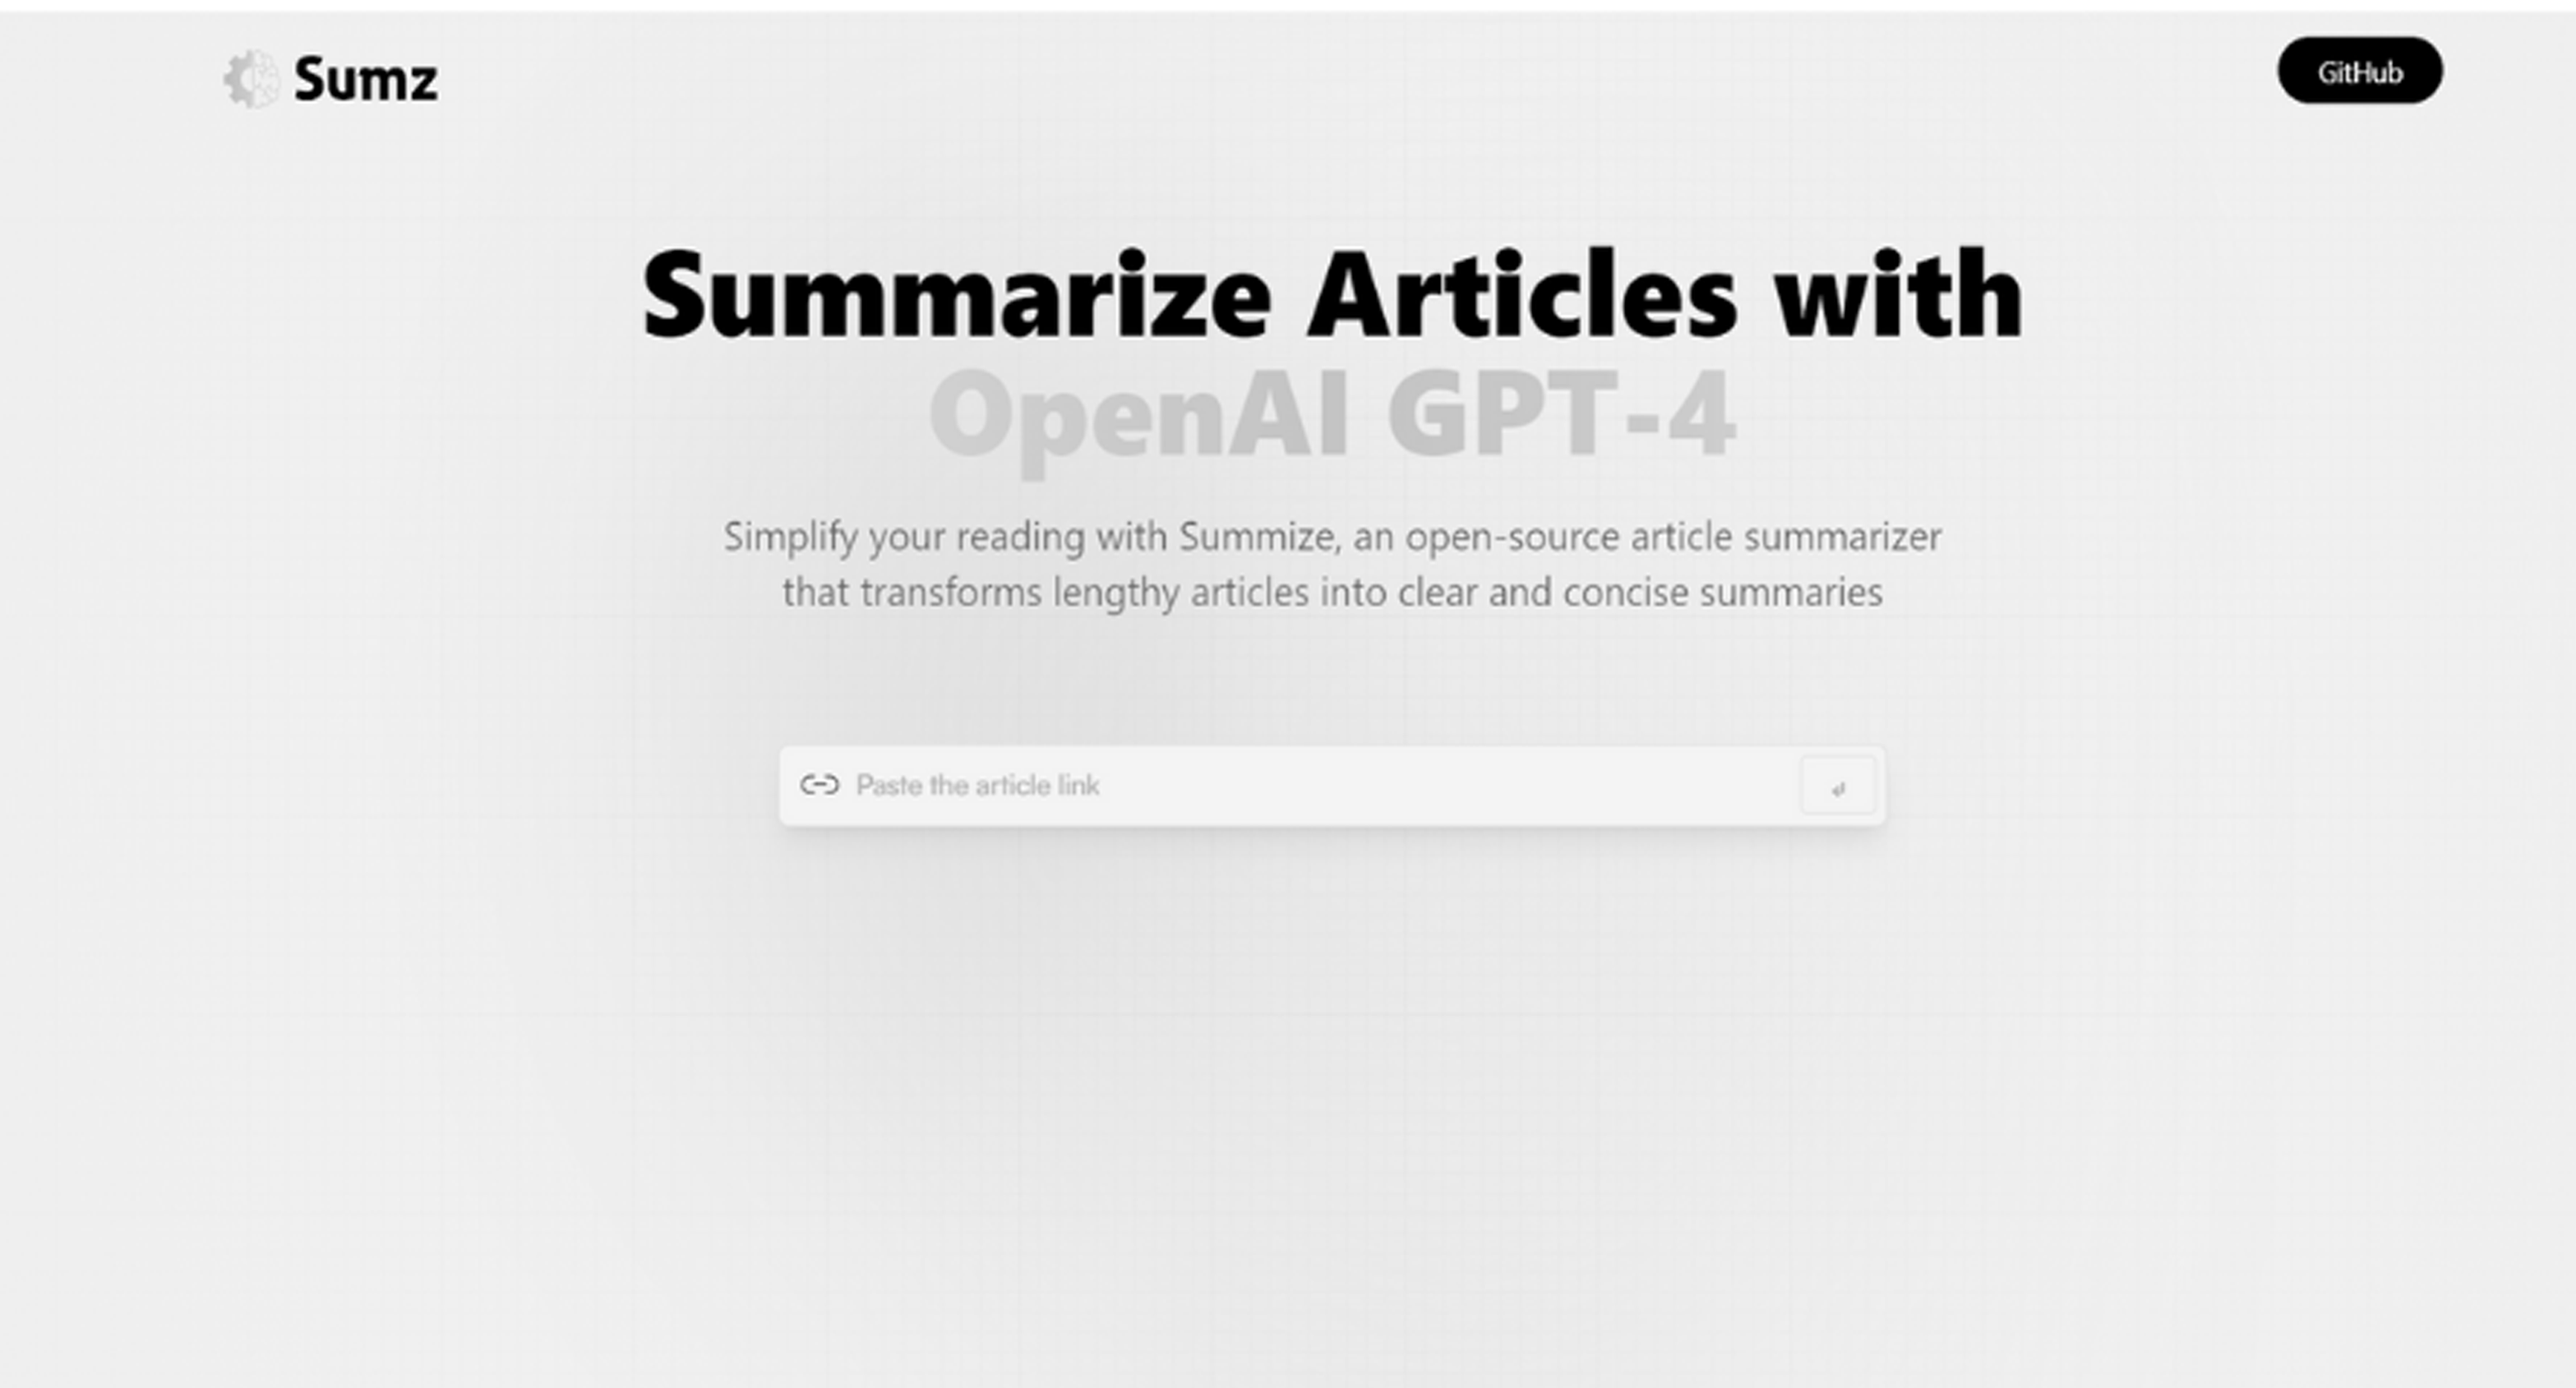 Sumz
GitHub
Summarize Articles with
OpenAI GPT-4
Simplify your reading with Summize, an open-source article summarizer
that transforms lengthy articles into clear and concise summaries
Paste the article link
↵